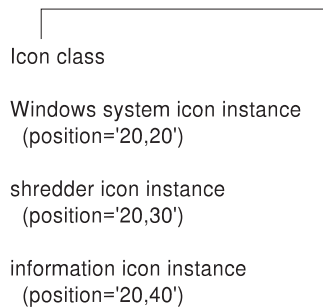 Icon class
Windows system icon instance
(position='20,20')
shredder icon instance
(position='20,30')
information icon instance
(position='20,40')